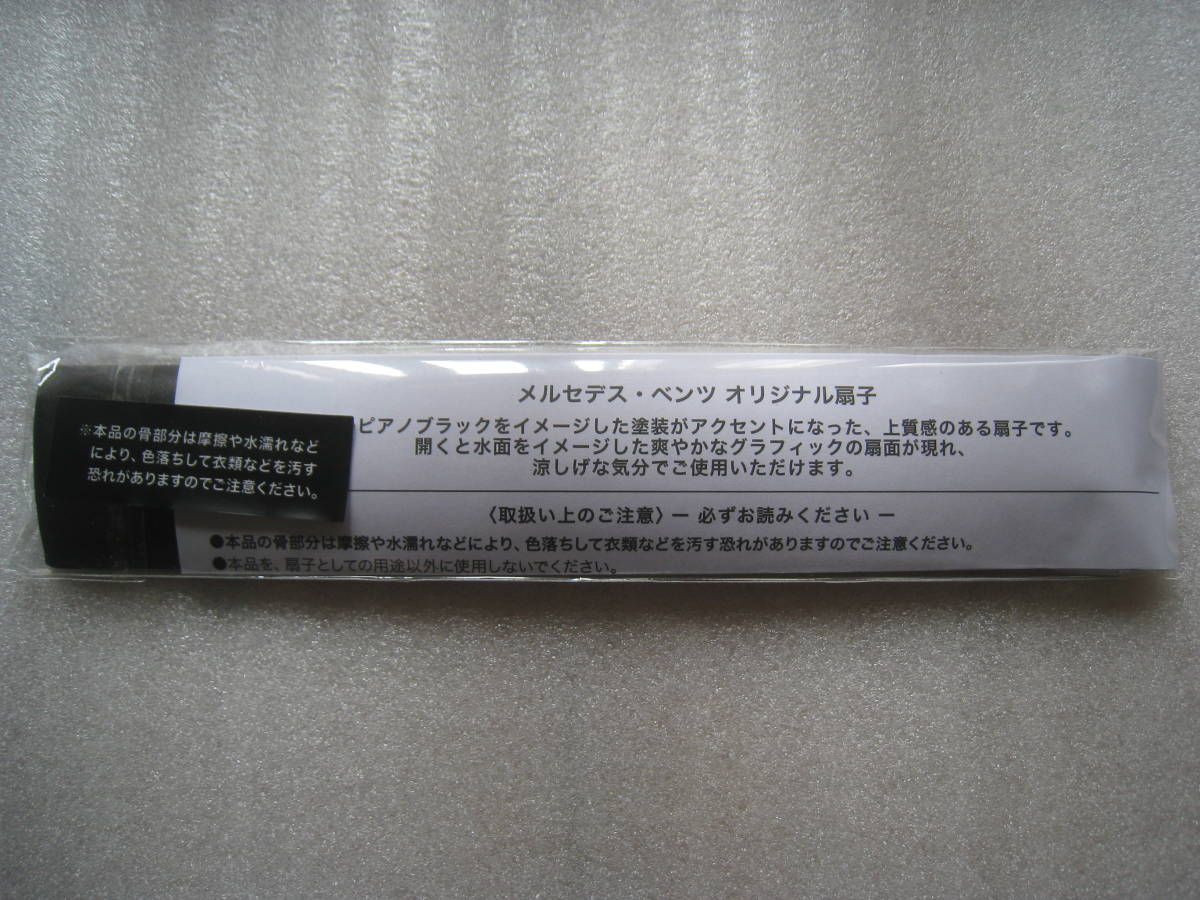 メルセデス・ベンツ オリジナル扇子
ピアノブラックをイメージした塗装がアクセントになった、上質感のある扇子です。
開くと水面をイメージした爽やかなグラフィックの扇面が現れ、
涼しげな気分でご使用いただけます。
〈取扱い上のご注意〉ー 必ずお読みください ー
●本品の骨部分は摩擦や水濡れなどにより、色落ちして衣類などを汚す恐れがありますのでご注意ください。
●本品を、扇子としての用途以外に使用しないでください。
※本品の骨部分は摩擦や水濡れなど
により、色落ちして衣類などを汚す
恐れがありますのでご注意ください。